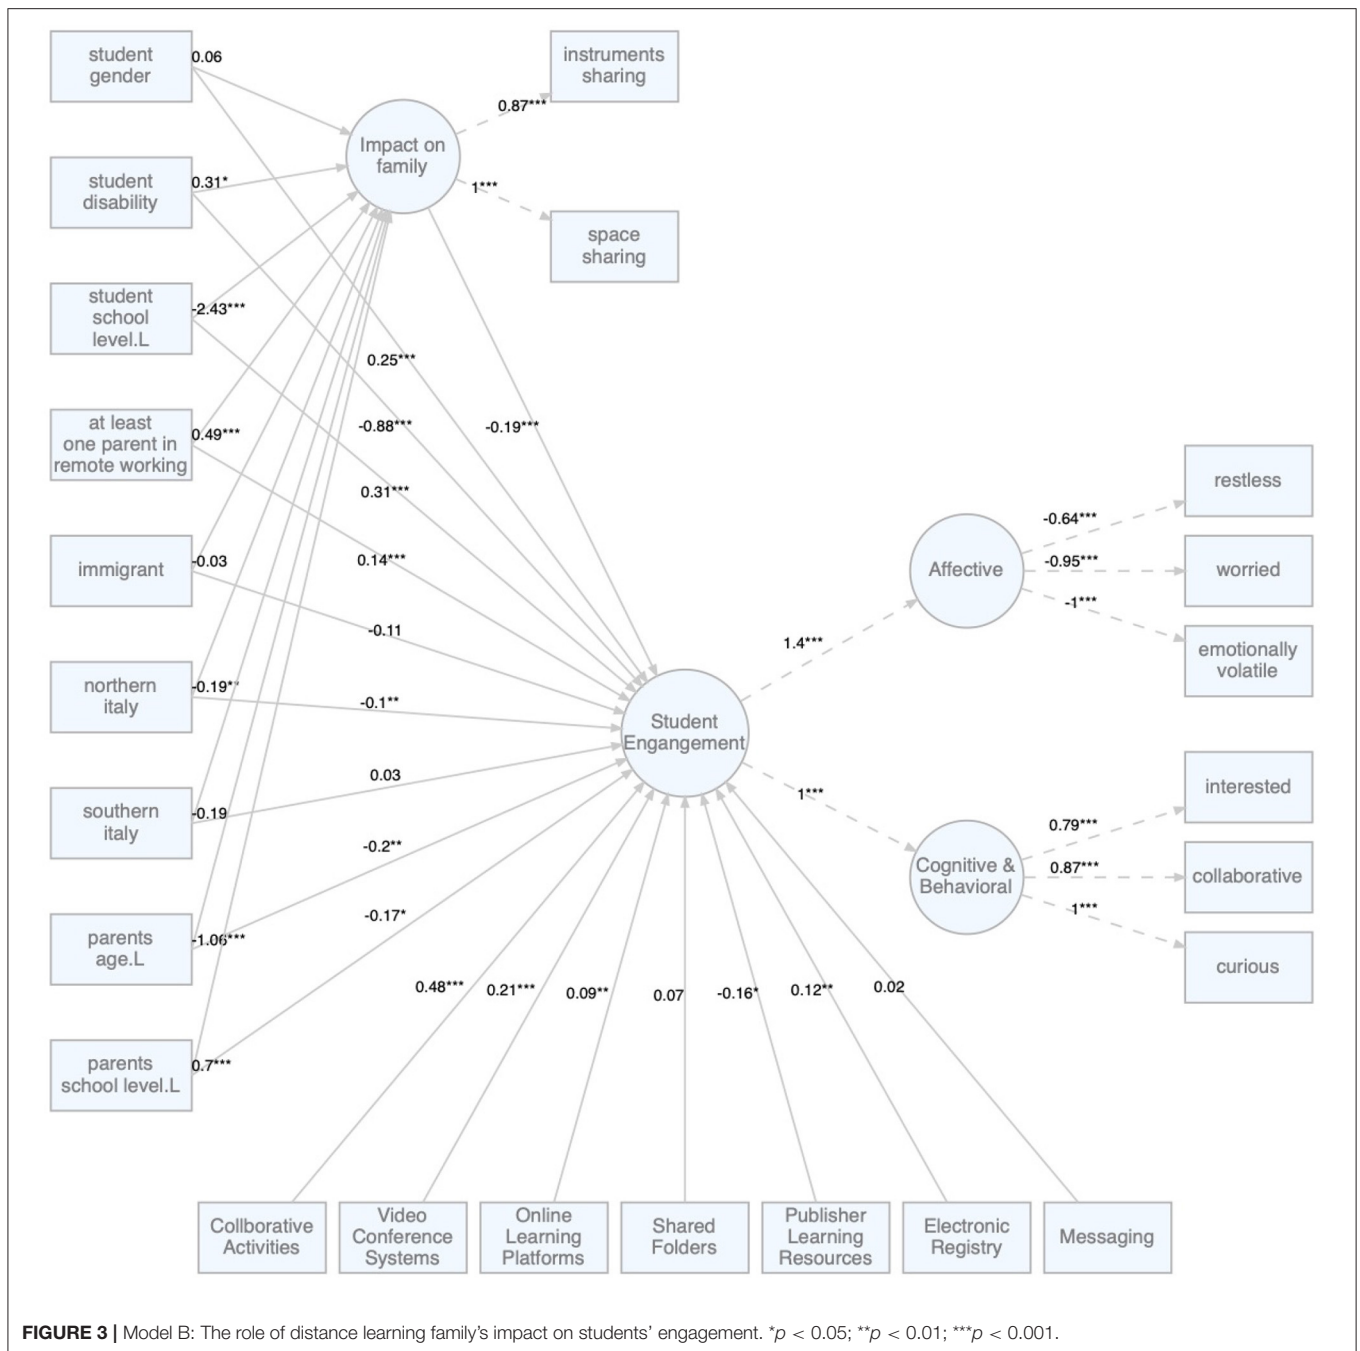 student
gender
0.06
instruments
sharing
0.87***
Impact on
family
student
disability
0.31*
1***
space
sharing
student
school
level.L
-2.43***
0.25***
at least
one parent in
remote working
0.49***
-0.88***
-0.19***
restless
0.31***
-0.64***
immigrant
-0.03
0.14***
Affective
-0.95***
worried
-1***
-0.11
1.4***
emotionally
volatile
northern
italy
-0.19**
-0.1**
Student
Engangement
southern
italy
-0.19
0.03
1***
interested
0.79***
-0.2**
Cognitive &
Behavioral
0.87***
collaborative
1***
parents
age.L
-1.06***
-0.17*
curious
0.48***
0.21***
0.09**
0.07
-0.16*
0.12**
0.02
parents
school level.L
0.7***
Collborative
Activities
Video
Conference
Systems
Online
Learning
Platforms
Shared
Folders
Publisher
Learning
Resources
Electronic
Registry
Messaging
FIGURE 3 | Model B: The role of distance learning family's impact on students' engagement. *p < 0.05; **p < 0.01; ***p < 0.001.